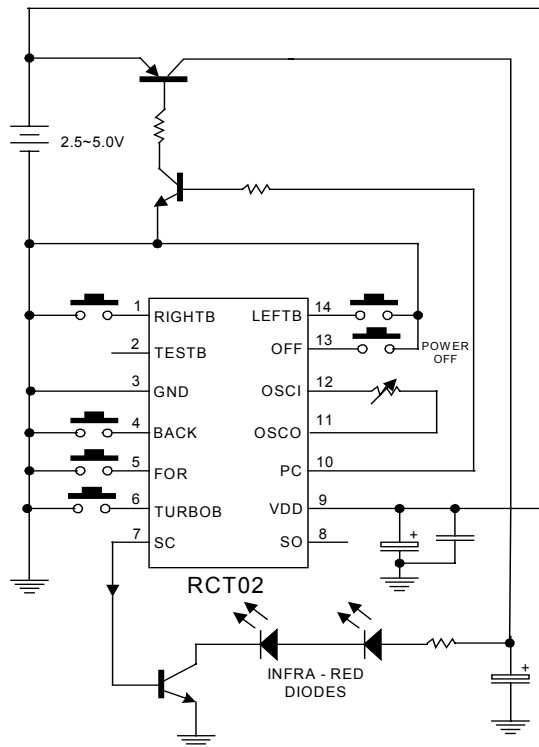 2.5~5.0V
1 RIGHTB LEFTB 14
2 TESTB OFF 13
POWER
OFF
3 GND OSCI 12
4 BACK OSCO 11
5 FOR PC 10
6 TURBOB VDD 9
7 SC SO 8
+
RCT02
INFRA - RED
DIODES
+